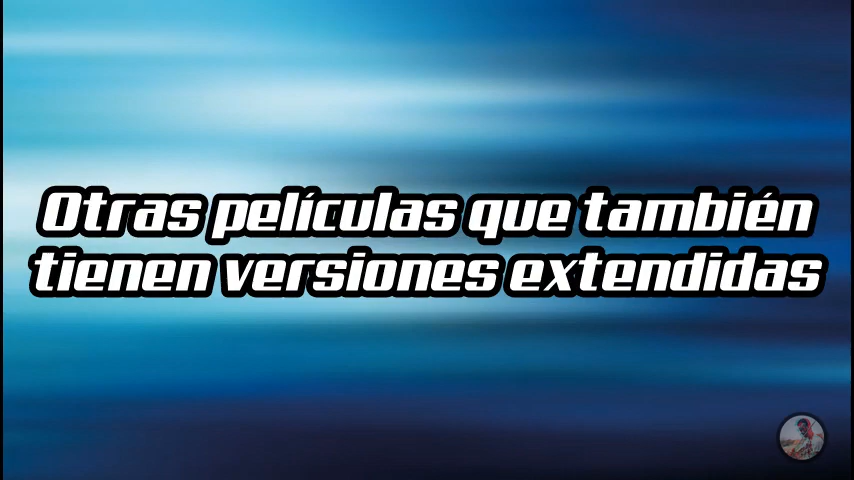 Otras películas que también
tienen versiones extendidas